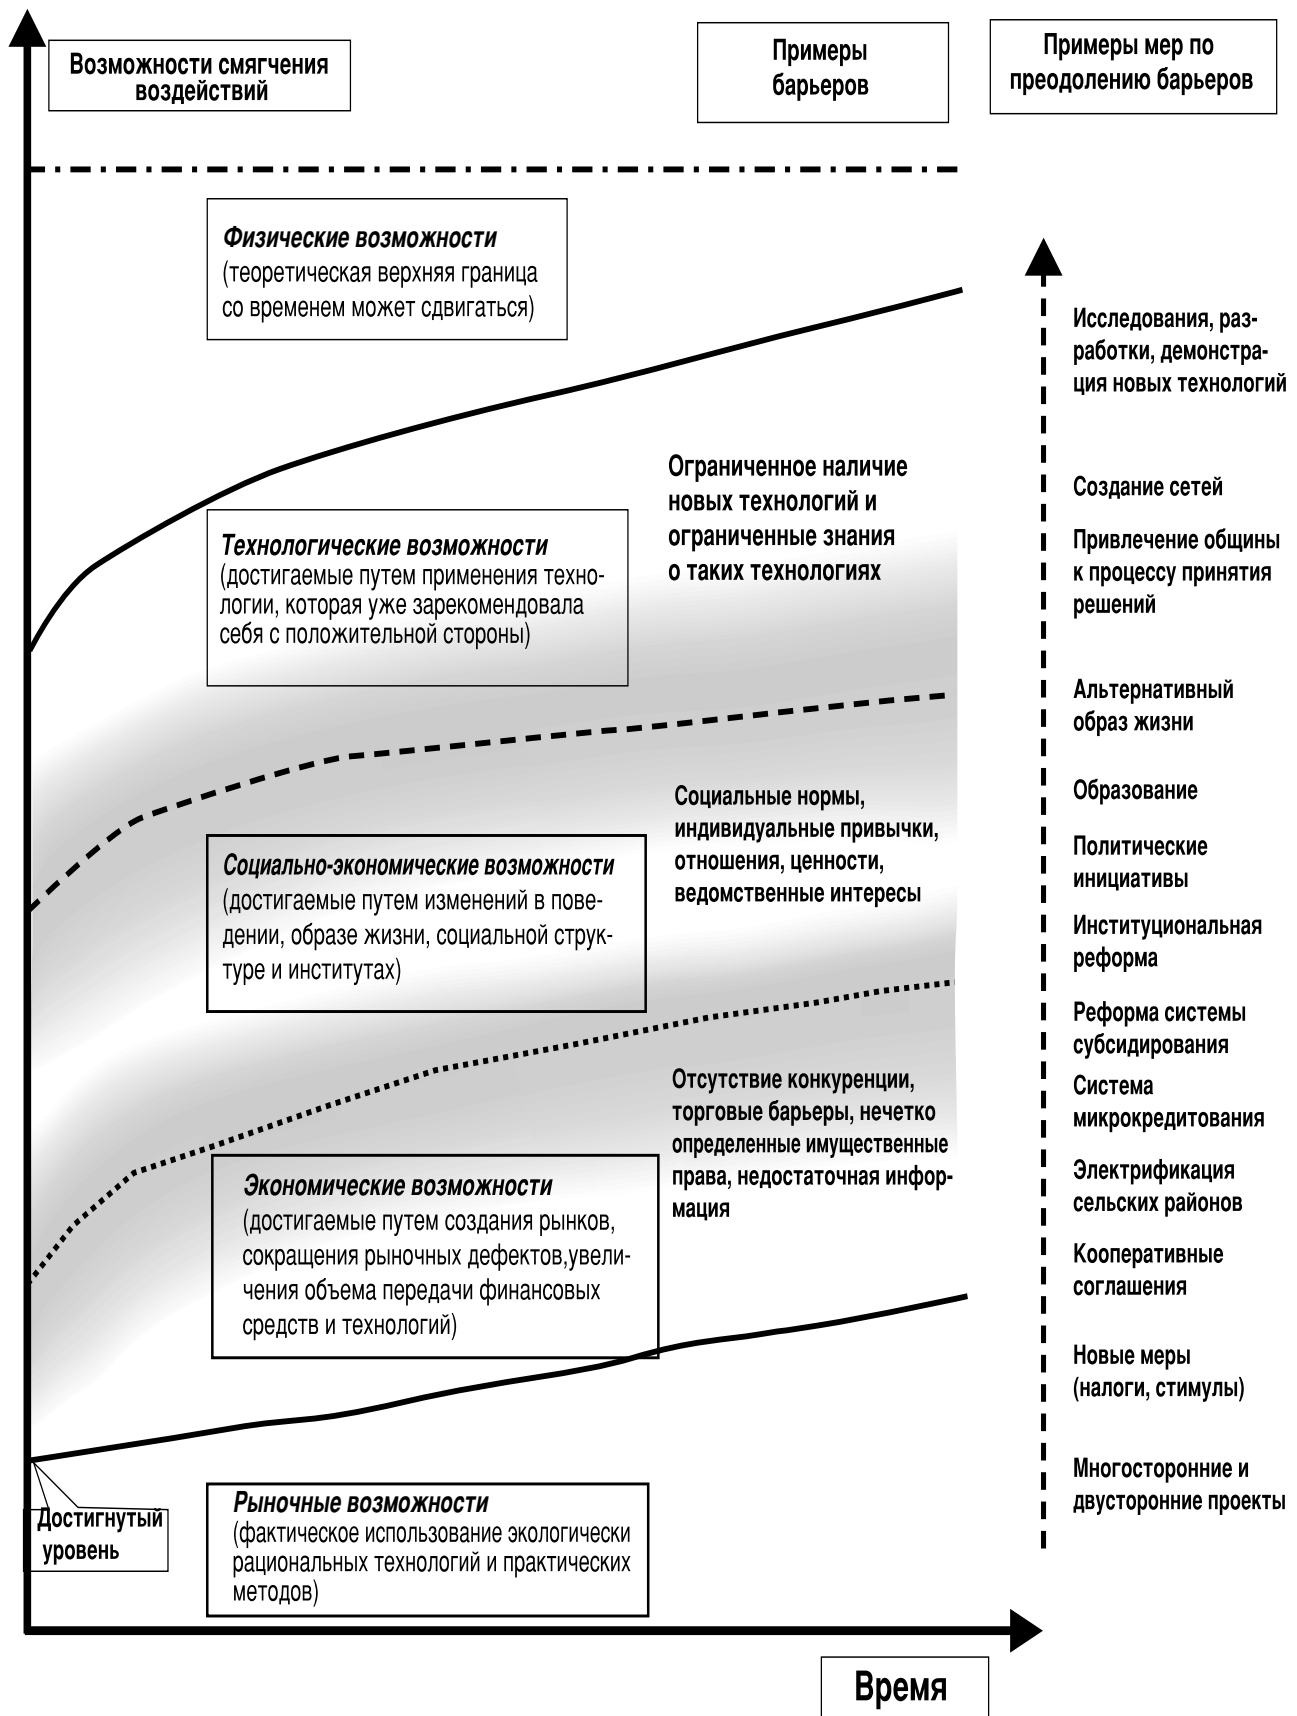 Возможности смягчения
воздействий
Примеры
барьеров
Примеры мер по
преодолению барьеров
Физические возможности
(теоретическая верхняя граница
со временем может сдвигаться)
Технологические возможности
(достигаемые путем применения техно-
логии, которая уже зарекомендовала
себя с положительной стороны)
Социально-экономические возможности
(достигаемые путем изменений в пове-
дении, образе жизни, социальной струк-
туре и институтах)
Экономические возможности
(достигаемые путем создания рынков,
сокращения рыночных дефектов,увели-
чения объема передачи финансовых
средств и технологий)
Рыночные возможности
(фактическое использование экологически
рациональных технологий и практических
методов)
Достигнутый
уровень
Ограниченное наличие
новых технологий и
ограниченные знания
о таких технологиях
Социальные нормы,
индивидуальные привычки,
отношения, ценности,
ведомственные интересы
Отсутствие конкуренции,
торговые барьеры, нечетко
определенные имущественные
права, недостаточная инфор-
мация
Исследования, раз-
работки, демонстра-
ция новых технологий
Создание сетей
Привлечение общины
к процессу принятия
решений
Альтернативный
образ жизни
Образование
Политические
инициативы
Институциональная
реформа
Реформа системы
субсидирования
Система
микрокредитования
Электрификация
сельских районов
Кооперативные
соглашения
Новые меры
(налоги, стимулы)
Многосторонние и
двусторонние проекты
Время